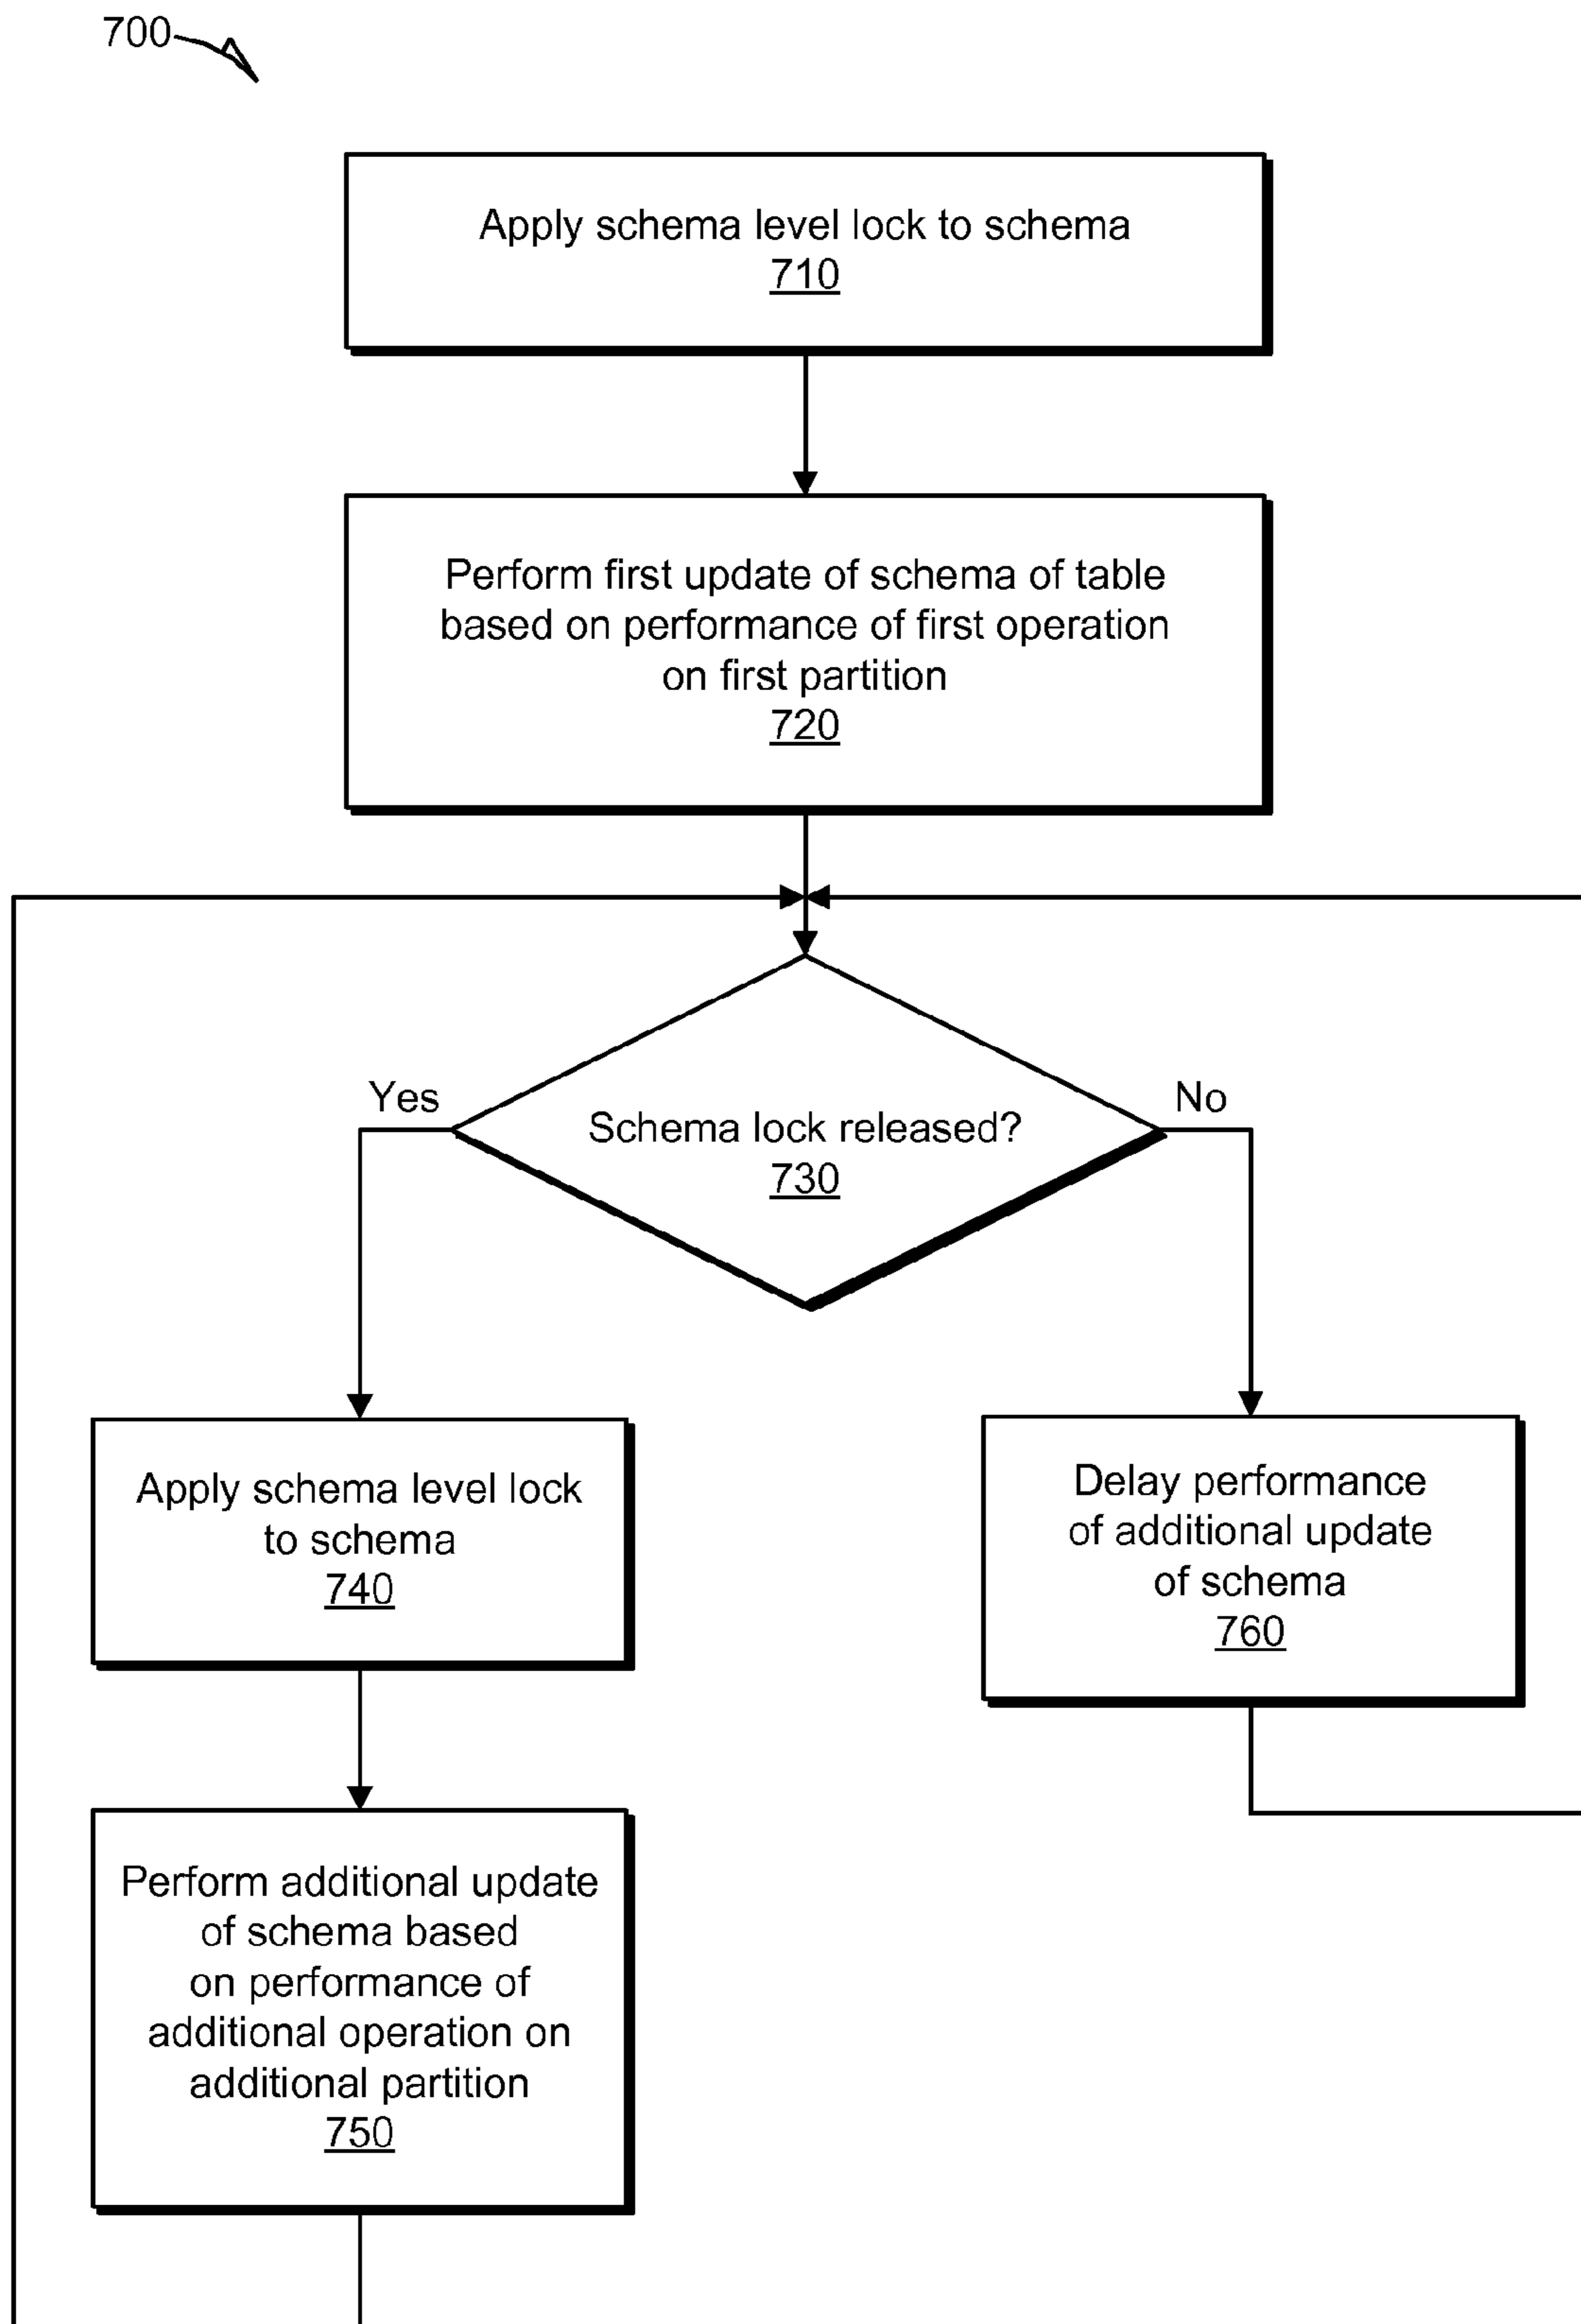 700
Apply schema level lock to schema
710
Perform first update of schema of table
based on performance of first operation
on first partition
720
Yes
No
Schema lock released?
730
Apply schema level lock
to schema
740
Delay performance
of additional update
of schema
760
Perform additional update
of schema based
on performance of
additional operation on
additional partition
750